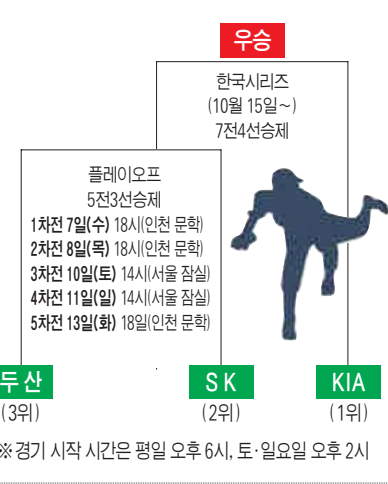 우승
한국시리즈
(10월 15일~)
7전4선승제
플레이오프
5전3선승제
1차전 7일(수) 18시(인천 문학)
2차전 8일(목) 18시(인천 문학)
3차전 10일(토) 14시(서울 잠실)
4차전 11일(일) 14시(서울 잠실)
5차전 13일(화) 18일(인천 문학)
두산 SK KIA
(3위) (2위) (1위)
※경기 시작 시간은 평일 오후 6시, 토·일요일 오후 2시